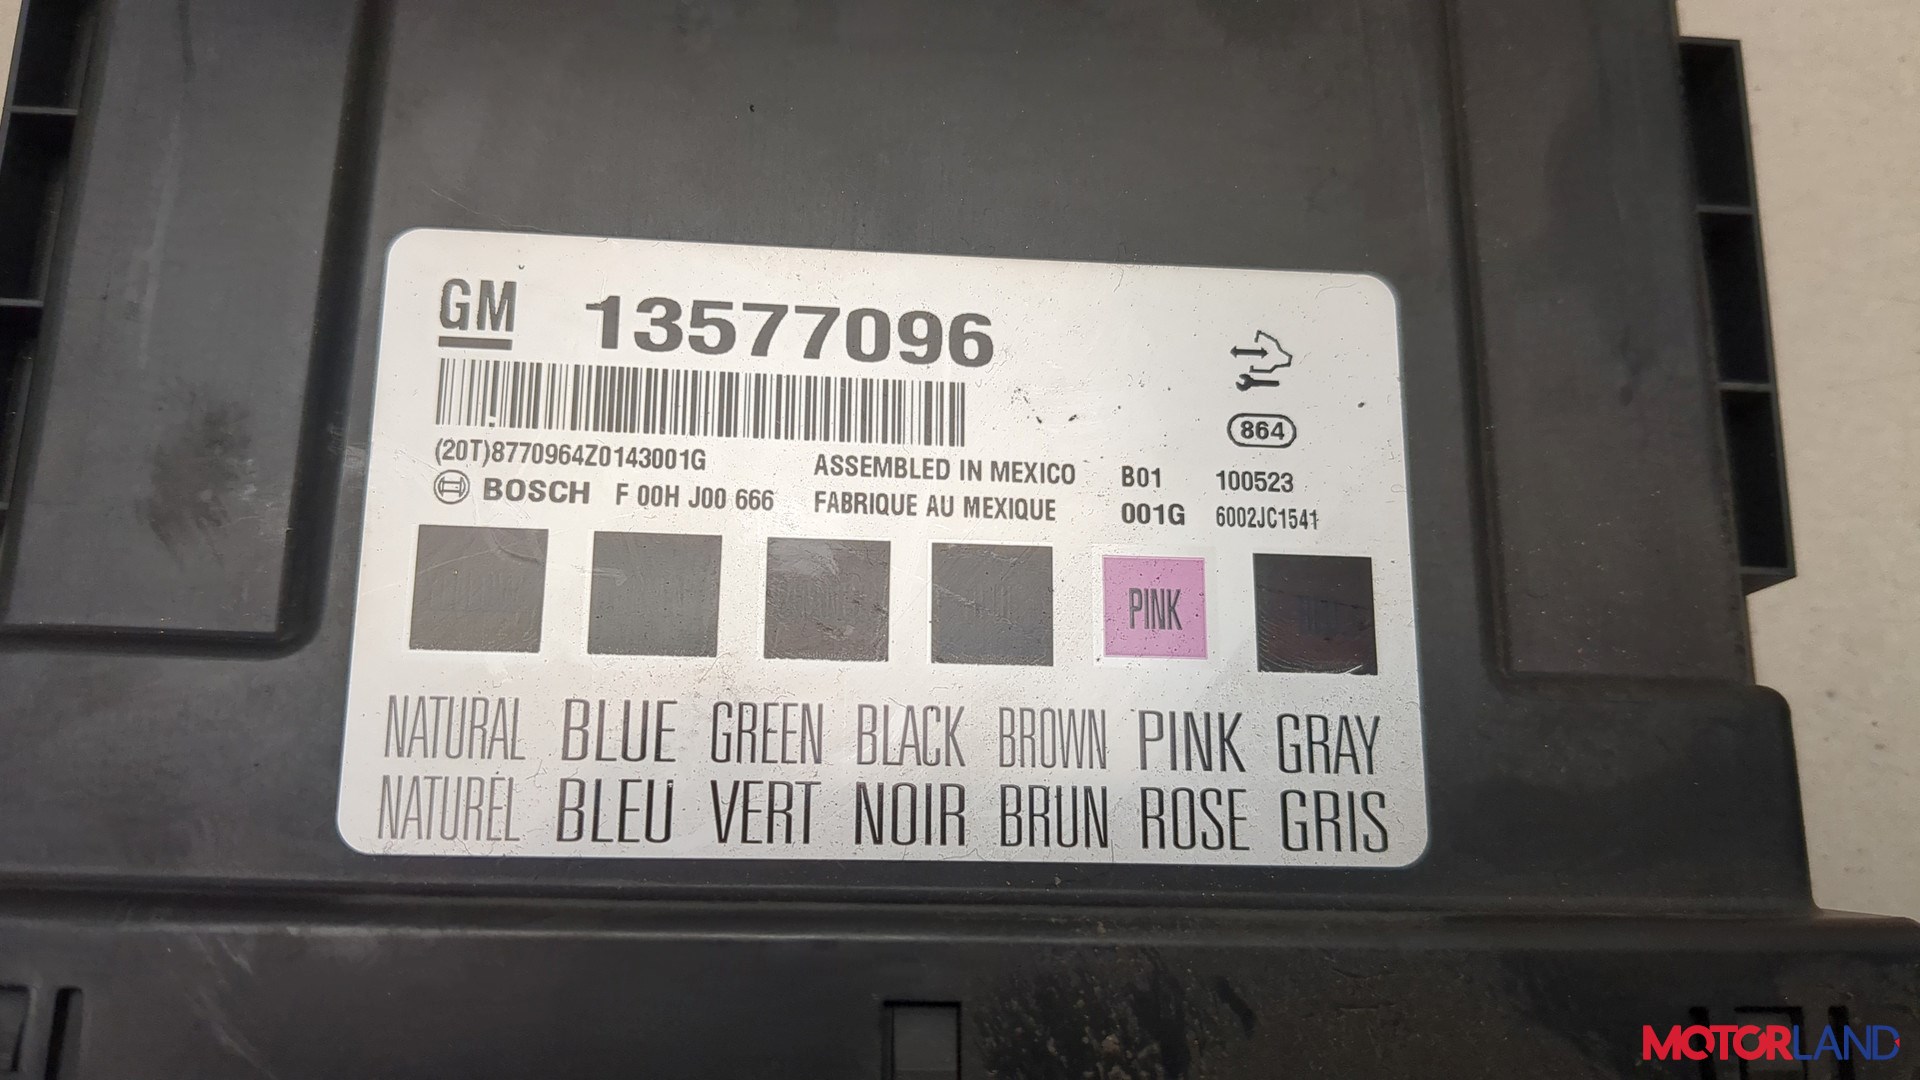 GM 13577096
864
(20T)8770964Z0143001G
ASSEMBLED IN MEXICO B01 100523
BOSCH F 00H J00 666 FABRIQUE AU MEXIQUE 001G 6002JC1541
PINK
NATURAL BLUE GREEN BLACK BROWN PINK GRAY
NATUREL BLEU VERT NOIR BRUN ROSE GRIS
MOTORLAND